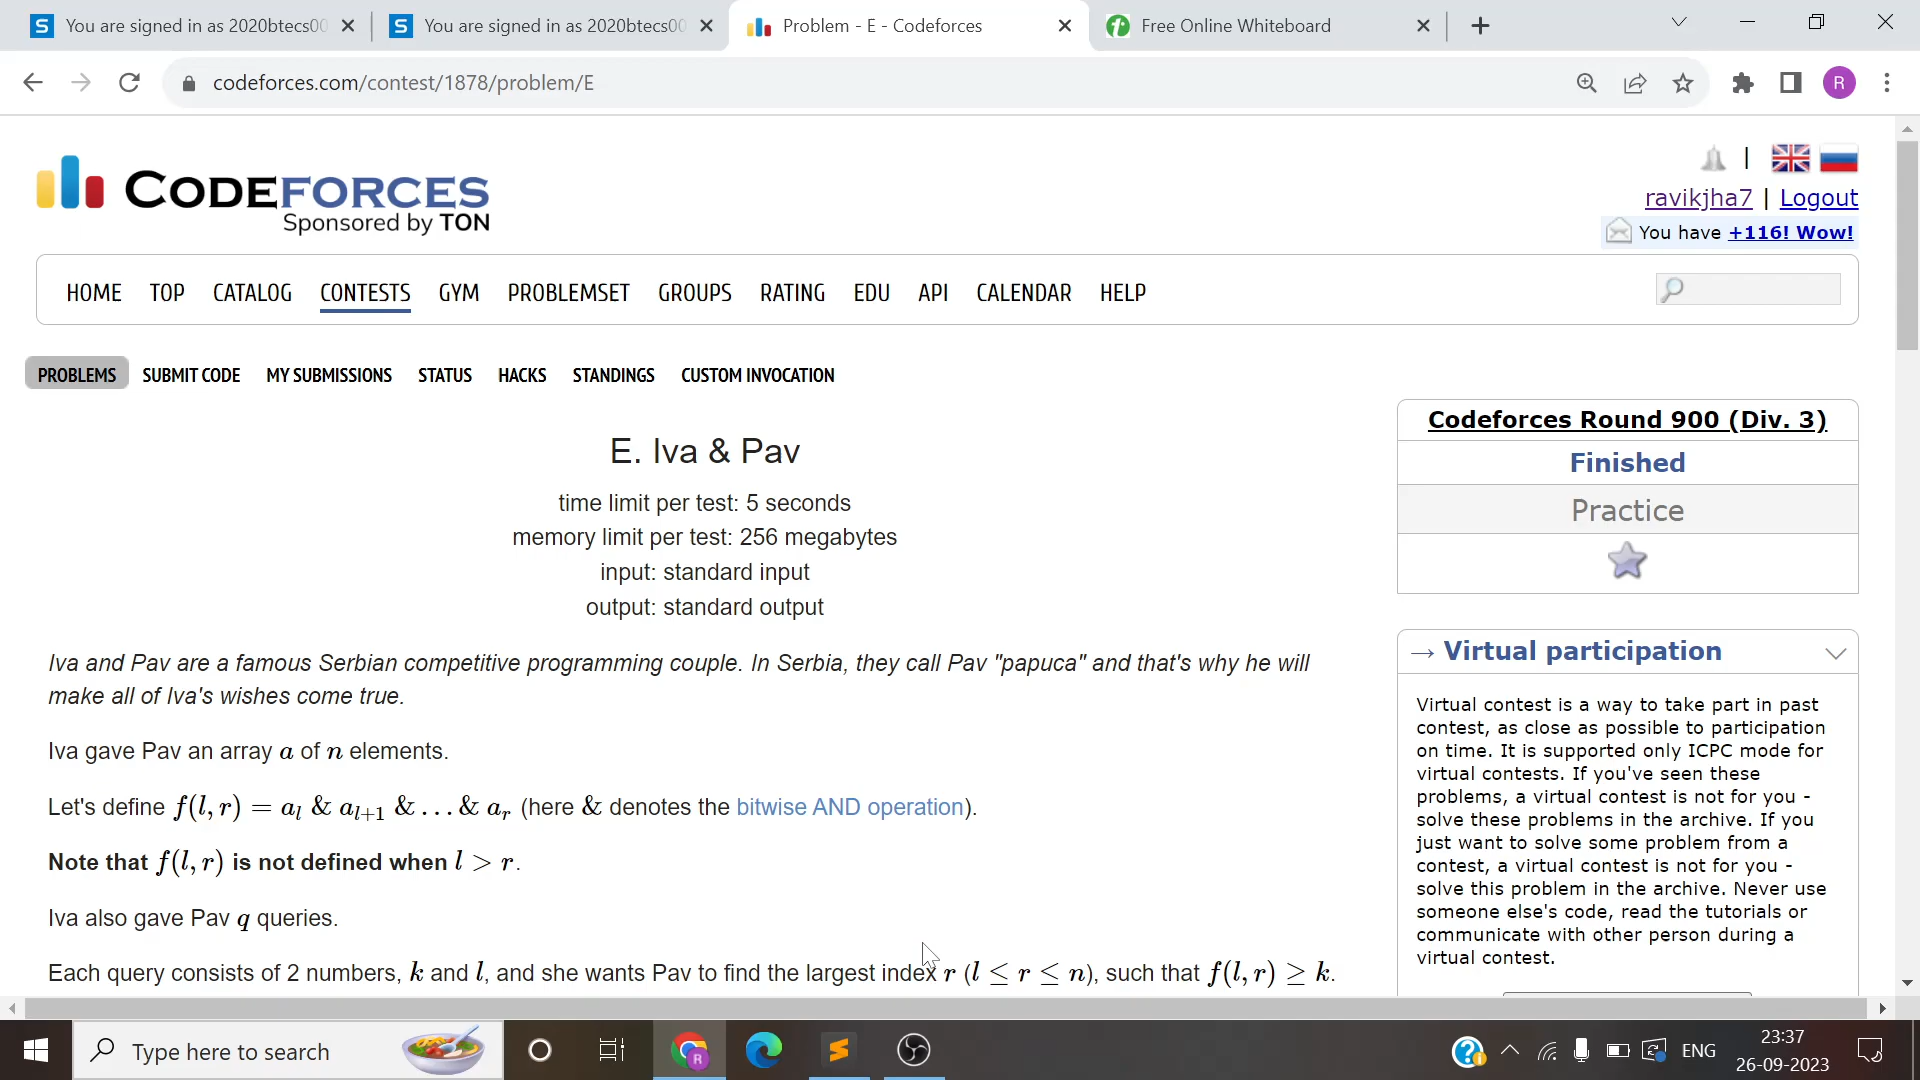 You are signed in as 2020btecs00
You are signed in as 2020btecs00
Problem - E - Codeforces
Free Online Whiteboard
codeforces.com/contest/1878/problem/E
R
CODEFORCES
Sponsored by TON
ravikjha7 | Logout
You have +116! Wow!
HOME TOP CATALOG CONTESTS GYM PROBLEMSET GROUPS RATING EDU API CALENDAR HELP
PROBLEMS SUBMIT CODE MY SUBMISSIONS STATUS HACKS STANDINGS CUSTOM INVOCATION
E. Iva & Pav
time limit per test: 5 seconds
memory limit per test: 256 megabytes
input: standard input
output: standard output
Iva and Pav are a famous Serbian competitive programming couple. In Serbia, they call Pav "papuca" and that's why he will
make all of Iva's wishes come true.
Iva gave Pav an array a of n elements.
Let's define f(l, r) = a_l & a_{l+1} & … & a_r (here & denotes the bitwise AND operation).
Note that f(l, r) is not defined when l > r.
Iva also gave Pav q queries.
Each query consists of 2 numbers, k and l, and she wants Pav to find the largest index r (l ≤ r ≤ n), such that f(l, r) ≥ k.
Codeforces Round 900 (Div. 3)
Finished
Practice
→ Virtual participation
Virtual contest is a way to take part in past
contest, as close as possible to participation
on time. It is supported only ICPC mode for
virtual contests. If you've seen these
problems, a virtual contest is not for you -
solve these problems in the archive. If you
just want to solve some problem from a
contest, a virtual contest is not for you -
solve this problem in the archive. Never use
someone else's code, read the tutorials or
communicate with other person during a
virtual contest.
Type here to search
ENG
23:37
26-09-2023